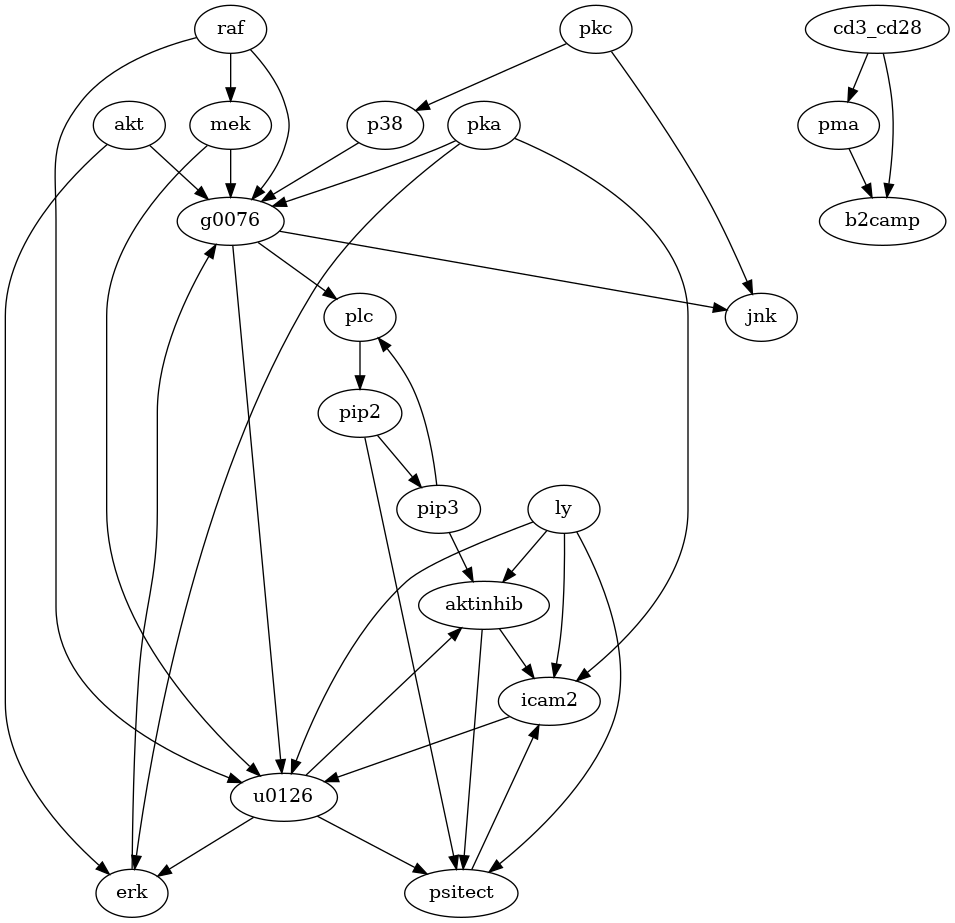 raf
pkc
cd3_cd28
akt
mek
p38
pka
pma
g0076
b2camp
plc
jnk
pip2
pip3
ly
aktinhib
icam2
u0126
erk
psitect